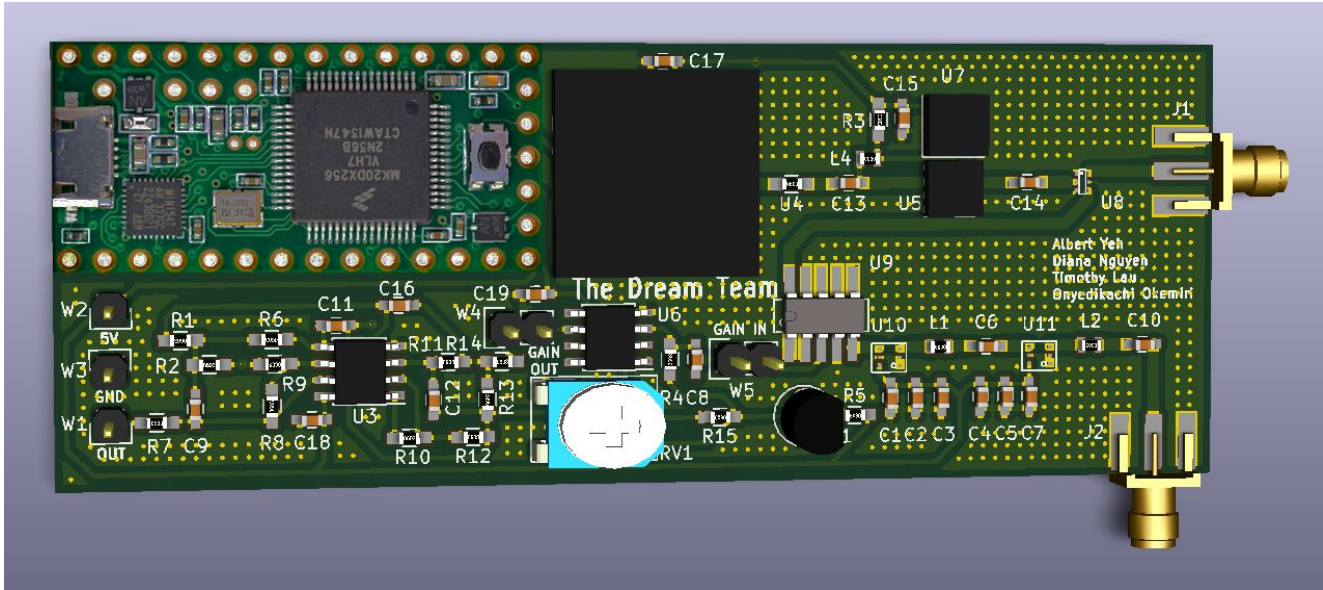 C17
C15
U7
J1
R3
L4
U4
C13
U5
C14
U8
MK20DX256
VLH7
2N36B
CTAW1547N
Albert Yeh
Diana Nguyen
Timothy Lau
Onyedikachi Okemiri
The Dream Team
U9
W2
5V
R1
R6
C11
C16
C19
W4
GAIN
OUT
U6
GAIN IN
W5
U10
L1
C6
U11
L2
C10
W3
GND
R2
R9
U3
R11
R14
R13
C12
R4
C8
R15
R5
1
C1
C2
C3
C4
C5
C7
J2
W1
OUT
R7
C9
R8
C18
R10
R12
RV1